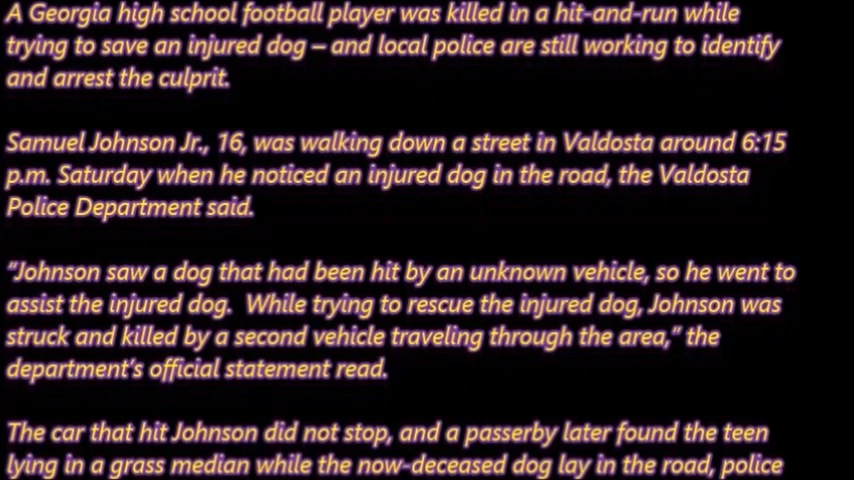 A Georgia high school football player was killed in a hit-and-run while
trying to save an injured dog – and local police are still working to identify
and arrest the culprit.
Samuel Johnson Jr., 16, was walking down a street in Valdosta around 6:15
p.m. Saturday when he noticed an injured dog in the road, the Valdosta
Police Department said.
“Johnson saw a dog that had been hit by an unknown vehicle, so he went to
assist the injured dog.  While trying to rescue the injured dog, Johnson was
struck and killed by a second vehicle traveling through the area,” the
department’s official statement read.
The car that hit Johnson did not stop, and a passerby later found the teen
lying in a grass median while the now-deceased dog lay in the road, police